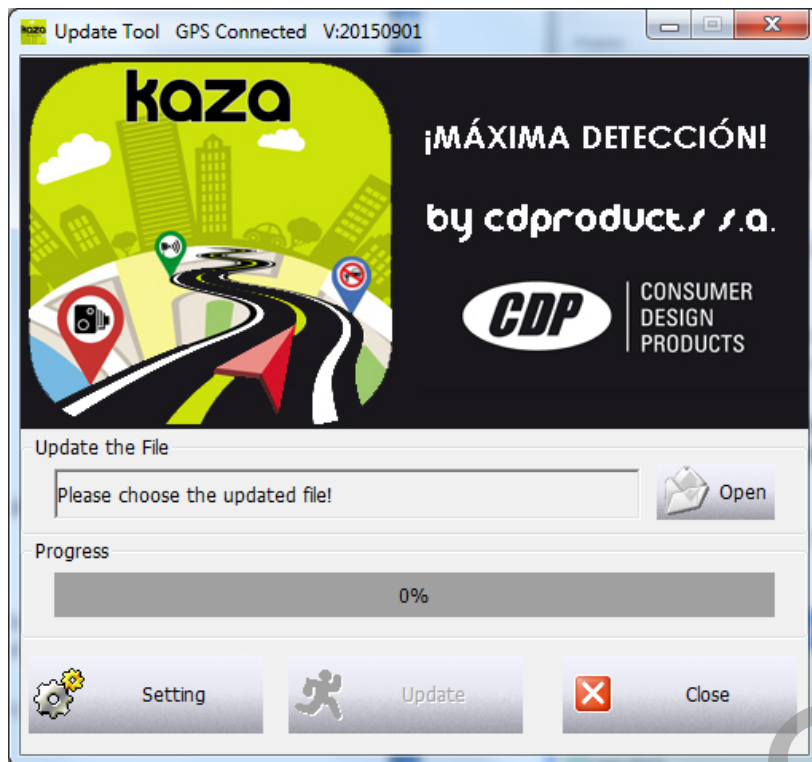 kaza
Update Tool GPS Connected V:20150901
kaza
¡MÁXIMA DETECCIÓN!
by cdproducts s.a.
CDP
CONSUMER
DESIGN
PRODUCTS
Update the File
Please choose the updated file!
Open
Progress
0%
Setting
Update
Close